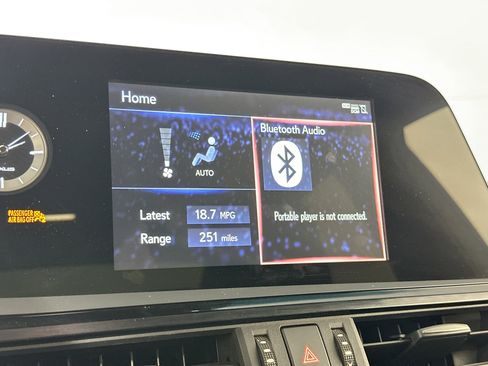 Home
Bluetooth Audio
AUTO
Latest 18.7 MPG
Range 251 miles
Portable player is not connected.
PASSENGER
AIR BAG OFF